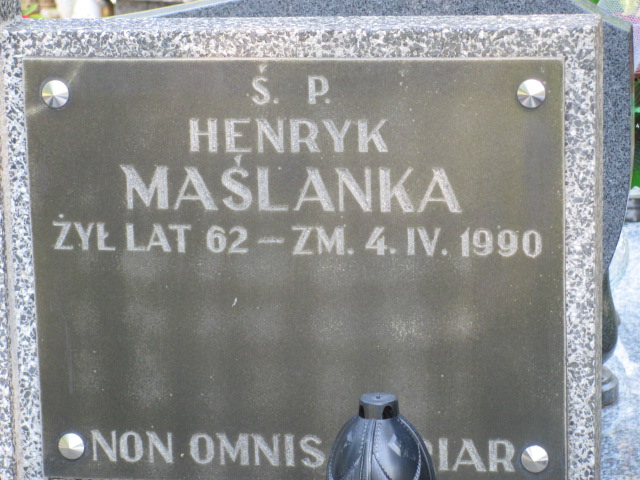 Ś. P.
HENRYK
MAŚLANKA
ŻYŁ LAT 62 – ZM. 4. IV. 1990
NON OMNIS